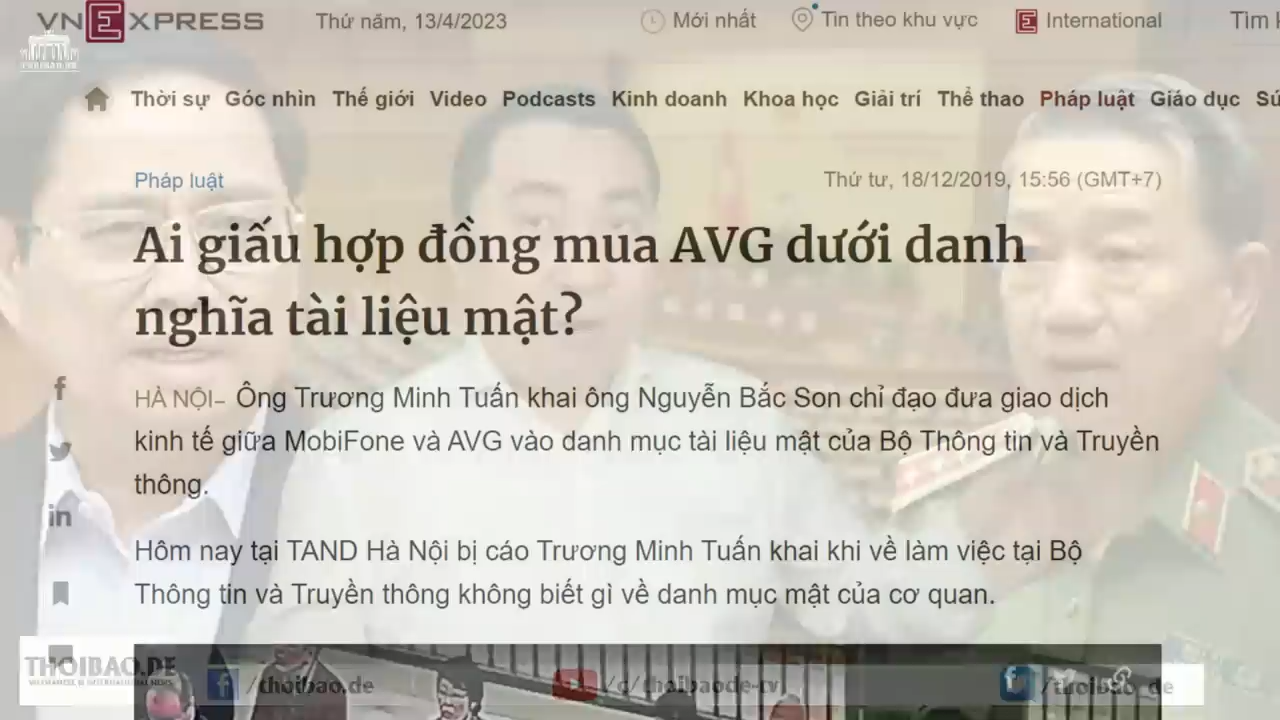 VNEXPRESS Thứ năm, 13/4/2023 Mới nhất Tin theo khu vực International Tìm
THOIBAO.DE
Thời sự Góc nhìn Thế giới Video Podcasts Kinh doanh Khoa học Giải trí Thể thao Pháp luật Giáo dục Sứ
Pháp luật Thứ tư, 18/12/2019, 15:56 (GMT+7)
Ai giấu hợp đồng mua AVG dưới danh
nghĩa tài liệu mật?
HÀ NỘI– Ông Trương Minh Tuấn khai ông Nguyễn Bắc Son chỉ đạo đưa giao dịch
kinh tế giữa MobiFone và AVG vào danh mục tài liệu mật của Bộ Thông tin và Truyền
thông.
Hôm nay tại TAND Hà Nội bị cáo Trương Minh Tuấn khai khi về làm việc tại Bộ
Thông tin và Truyền thông không biết gì về danh mục mật của cơ quan.
THOIBAO.DE
/thoibao.de /c/thoibaode-tv /thoibao_de